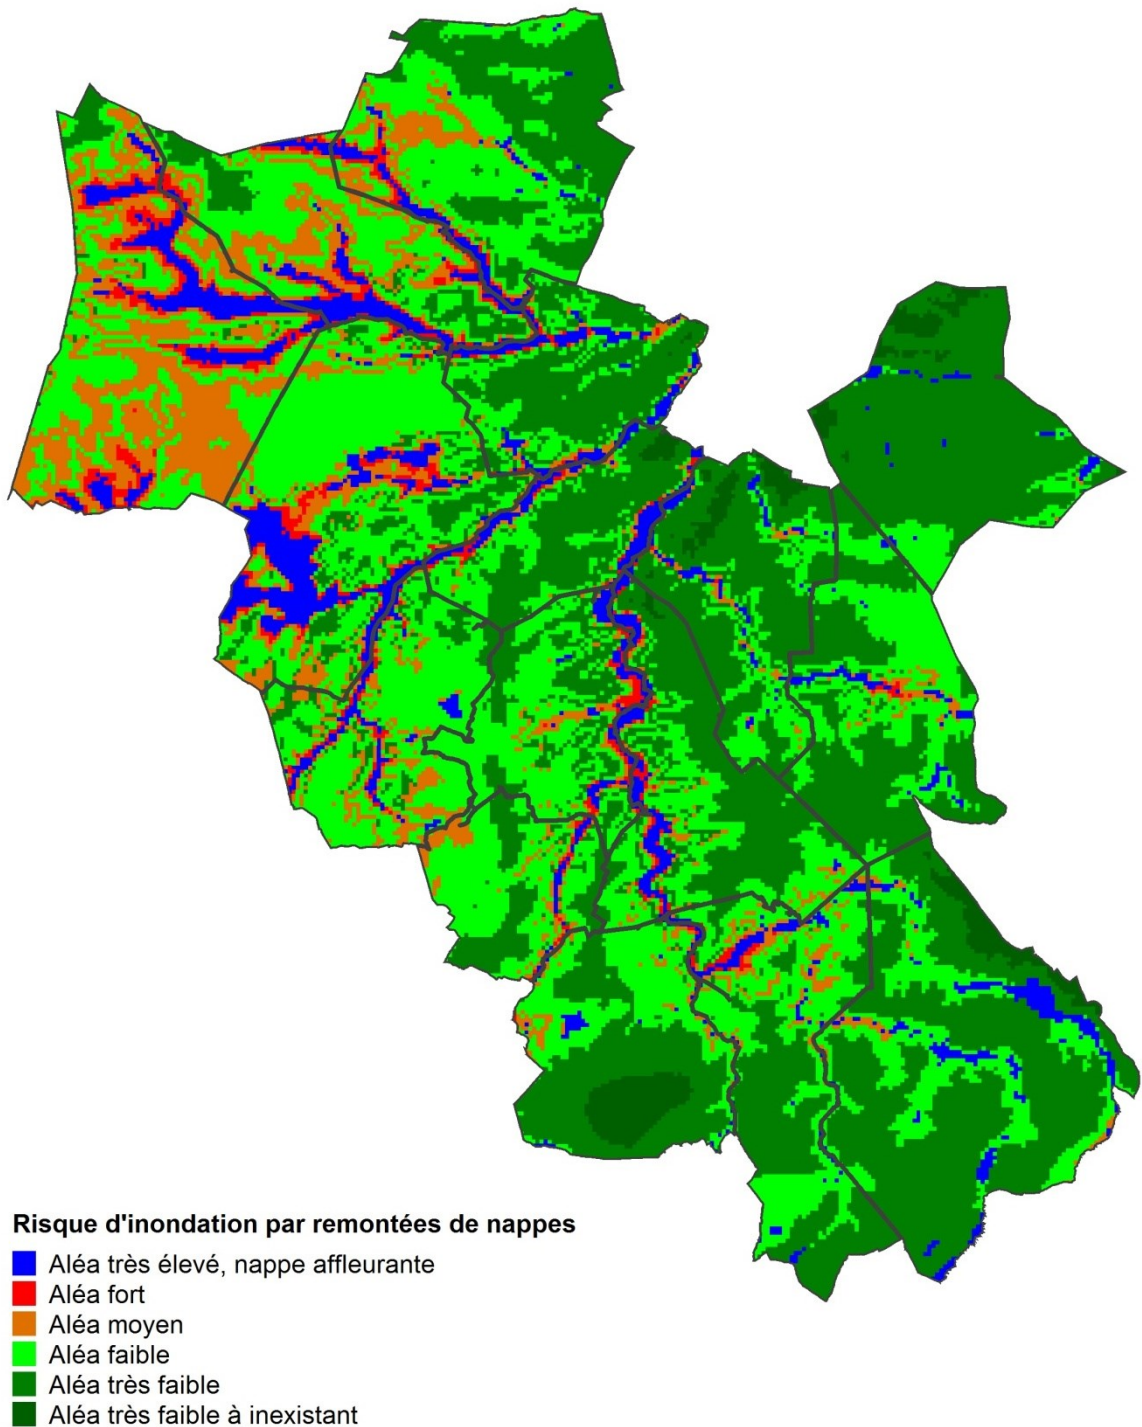 Risque d'inondation par remontées de nappes
Aléa très élevé, nappe affleurante
Aléa fort
Aléa moyen
Aléa faible
Aléa très faible
Aléa très faible à inexistant